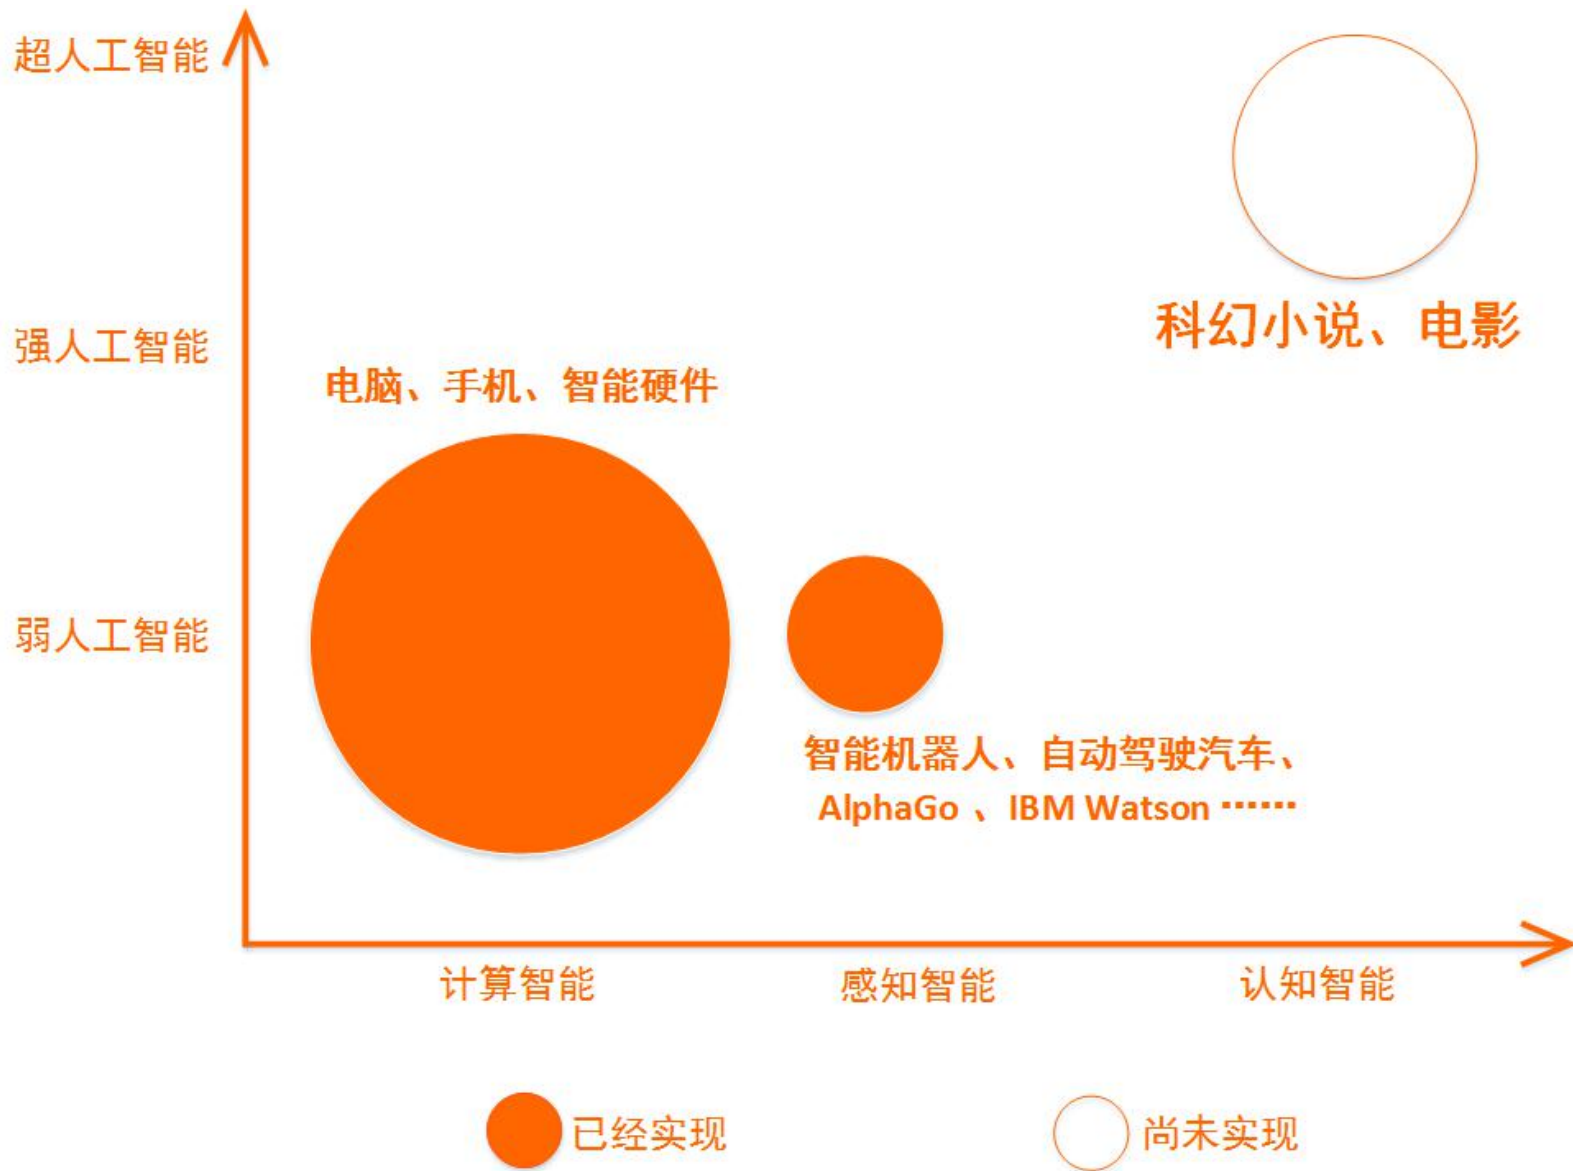 超人工智能
科幻小说、电影
强人工智能
电脑、手机、智能硬件
弱人工智能
智能机器人、自动驾驶汽车、
AlphaGo 、IBM Watson ······
计算智能
感知智能
认知智能
已经实现
尚未实现